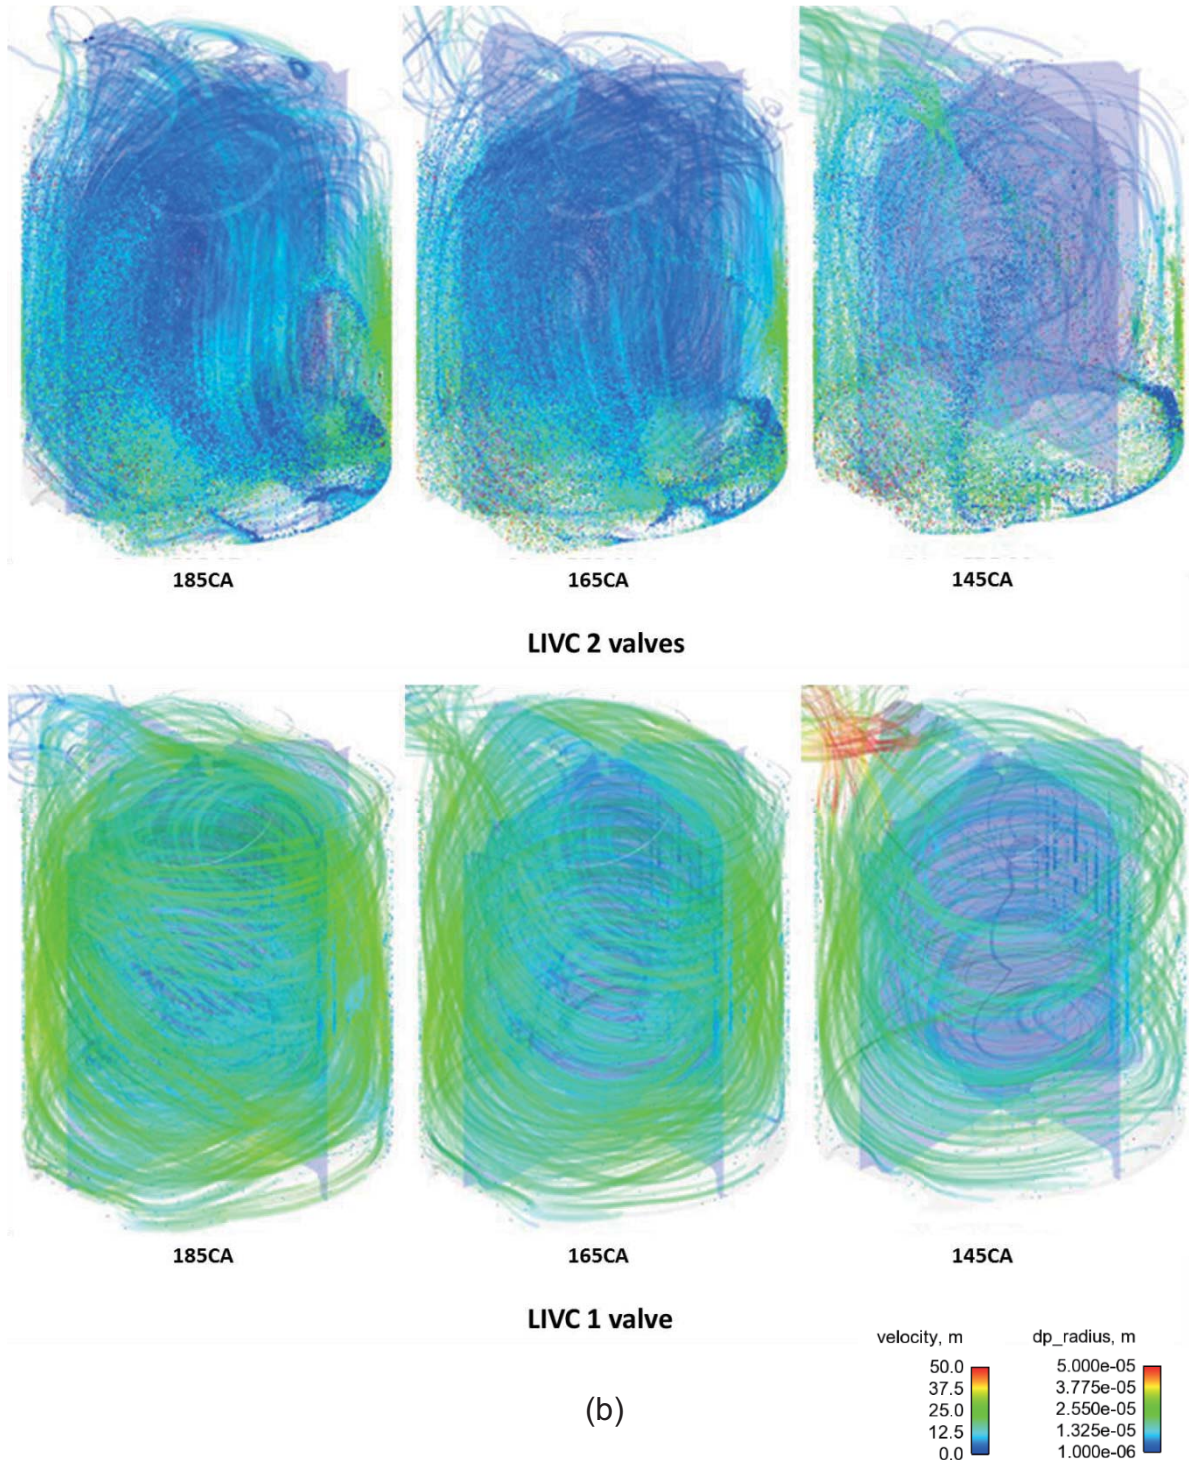 185CA 165CA 145CA
LIVC 2 valves
185CA 165CA 145CA
LIVC 1 valve
velocity, m dp_radius, m
50.0 5.000e-05
37.5 3.775e-05
25.0 2.550e-05
12.5 1.325e-05
0.0 1.000e-06
(b)